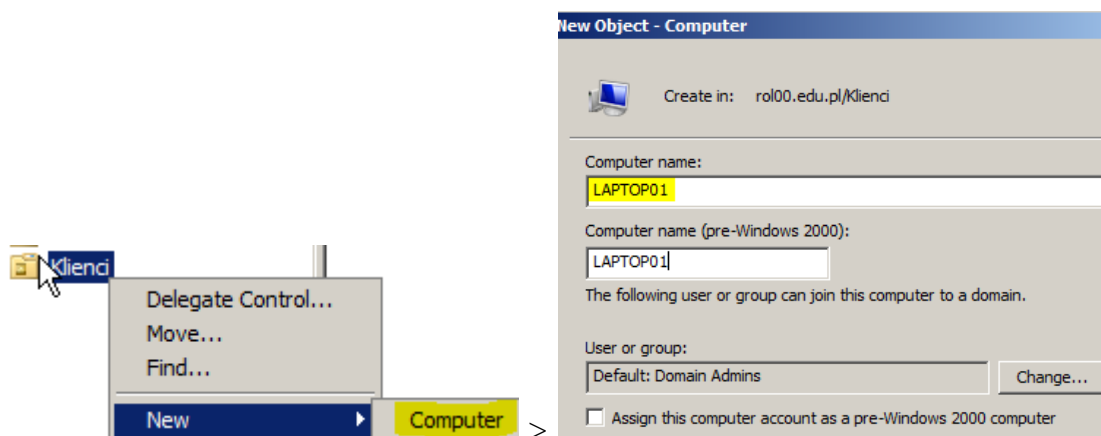 Klienci
Delegate Control...
Move...
Find...
New
Computer
>
New Object - Computer
Create in: rol00.edu.pl/Klienci
Computer name:
LAPTOP01
Computer name (pre-Windows 2000):
LAPTOP01
The following user or group can join this computer to a domain.
User or group:
Default: Domain Admins
Change...
Assign this computer account as a pre-Windows 2000 computer